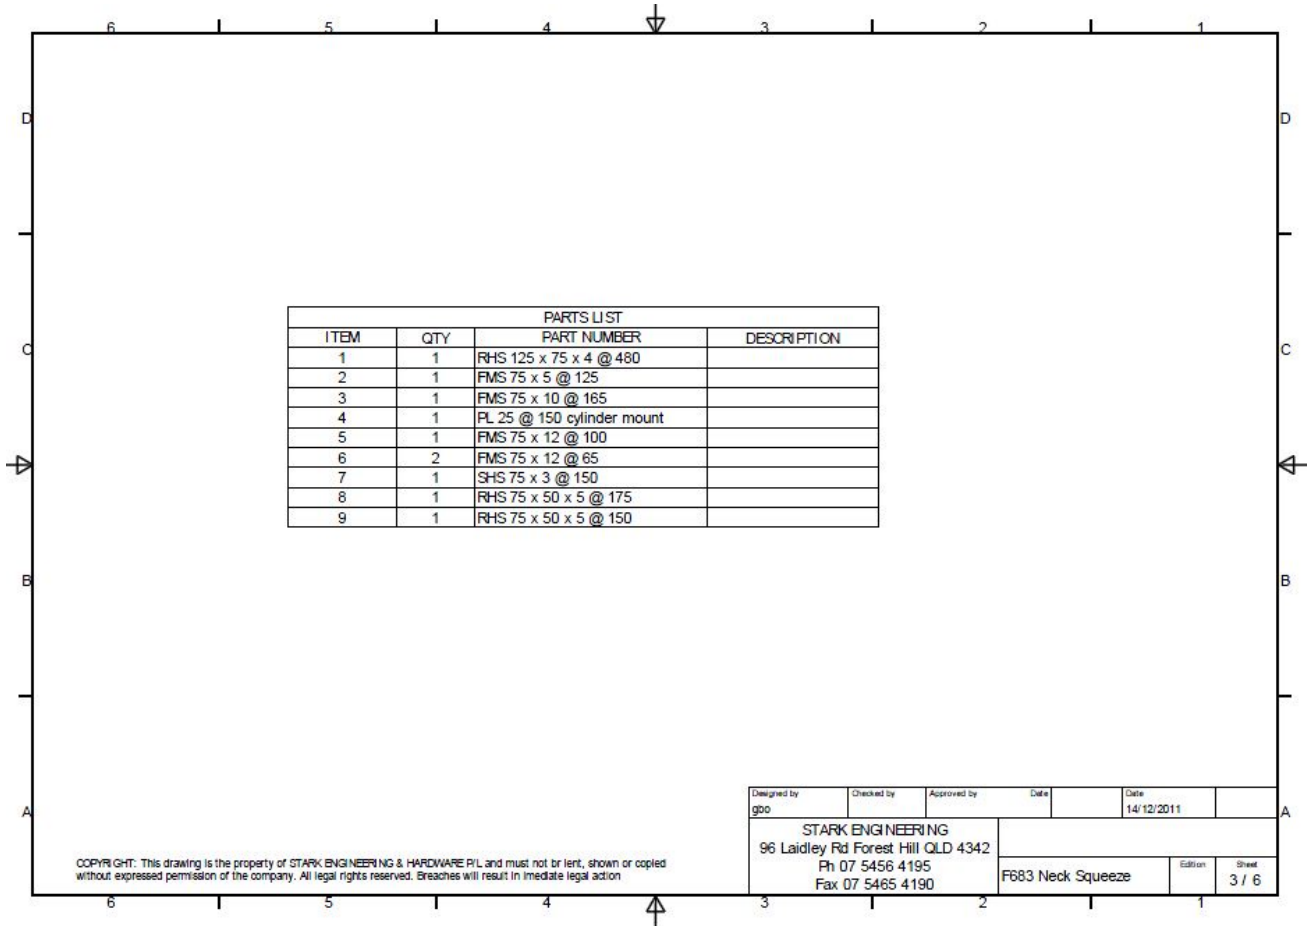 6 5 4 3 2 1
D D
PARTS LIST
ITEM QTY PART NUMBER DESCRIPTION
1 1 RHS 125 x 75 x 4 @ 480
2 1 FMS 75 x 5 @ 125
3 1 FMS 75 x 10 @ 165
4 1 PL 25 @ 150 cylinder mount
5 1 FMS 75 x 12 @ 100
6 2 FMS 75 x 12 @ 65
7 1 SHS 75 x 3 @ 150
8 1 RHS 75 x 50 x 5 @ 175
9 1 RHS 75 x 50 x 5 @ 150
C C
B B
A A
Designed by Checked by Approved by Date Date
gbo 14/12/2011
STARK ENGINEERING
96 Laidley Rd Forest Hill QLD 4342
Ph 07 5456 4195
Fax 07 5465 4190
F683 Neck Squeeze
Edition Sheet
3 / 6
COPYRIGHT: This drawing is the property of STARK ENGINEERING & HARDWARE P/L and must not br lent, shown or copied
without expressed permission of the company. All legal rights reserved. Breaches will result in imediate legal action
6 5 4 3 2 1